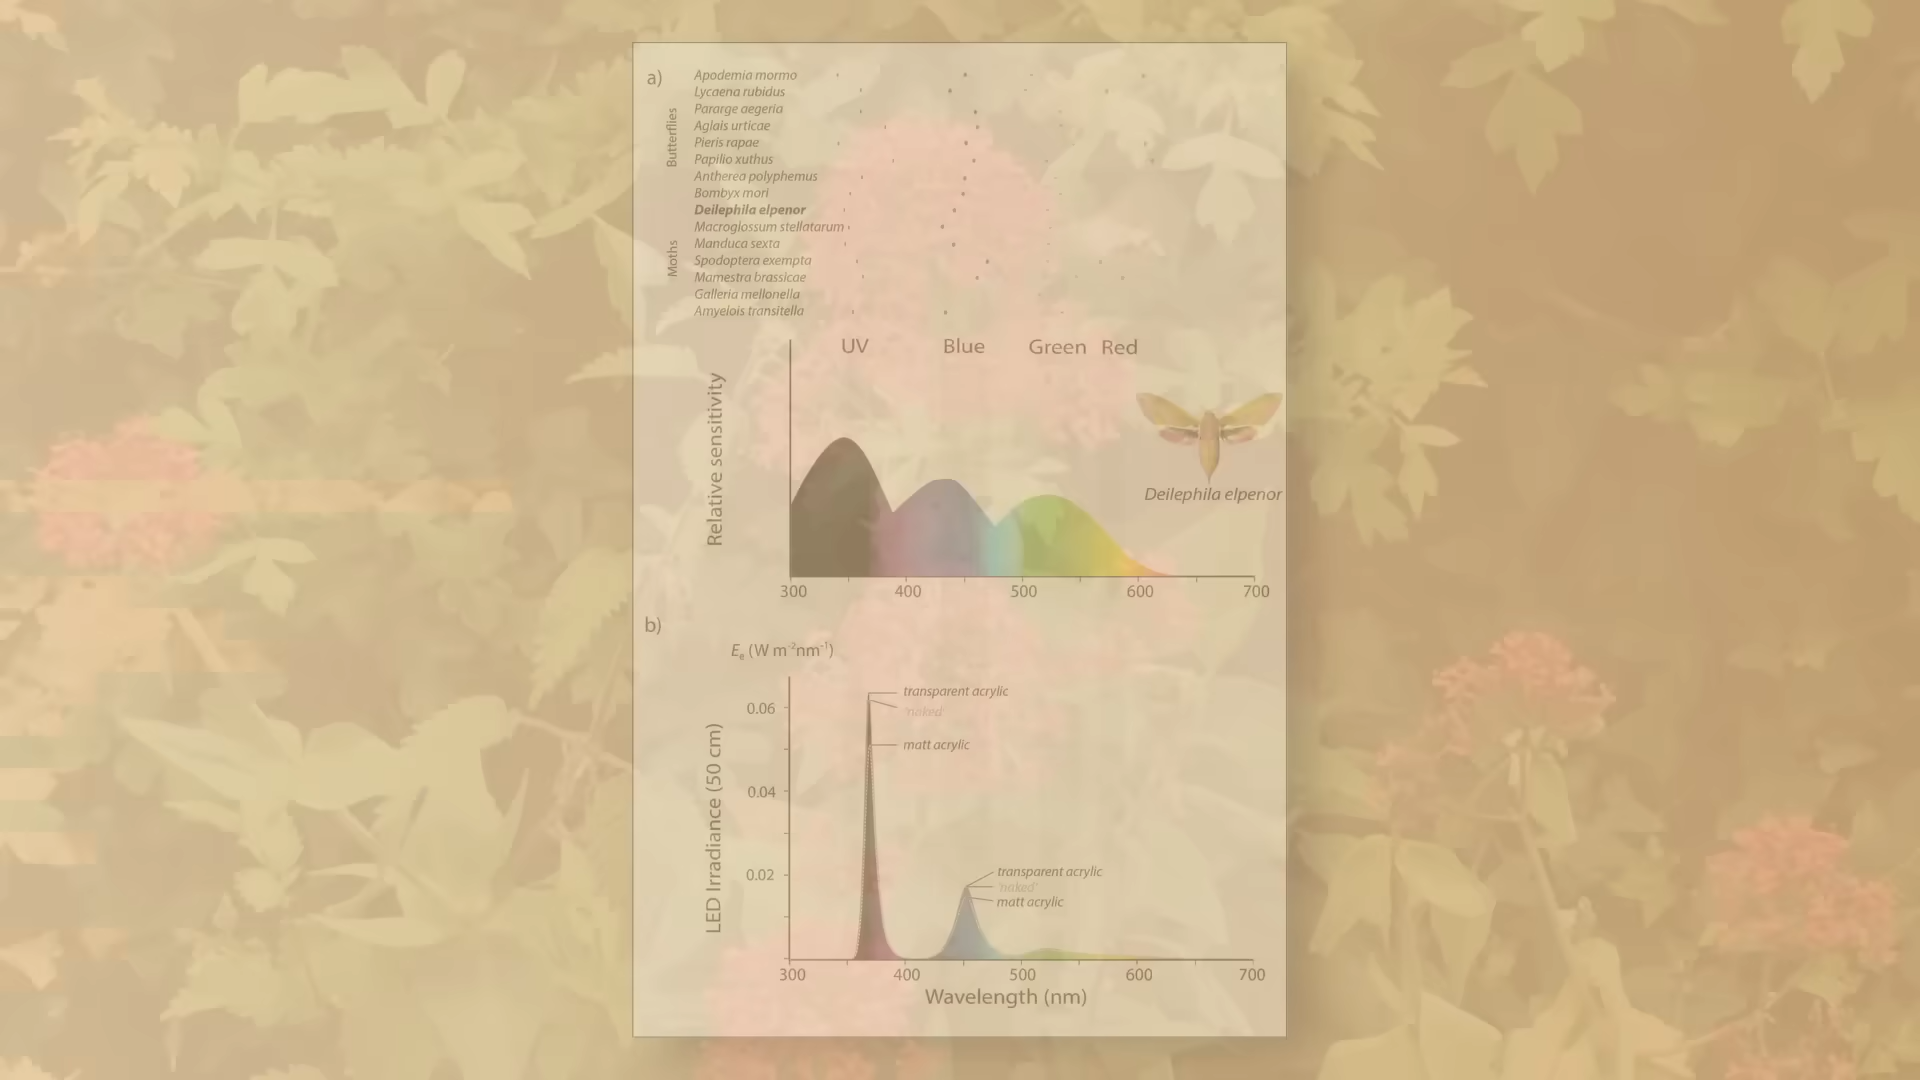 a)
Butterflies
Apodemia mormo
Lycaena rubidus
Pararge aegeria
Aglais urticae
Pieris rapae
Papilio xuthus
Moths
Antherea polyphemus
Bombyx mori
Deilephila elpenor
Macroglossum stellatarum
Manduca sexta
Spodoptera exempta
Mamestra brassicae
Galleria mellonella
Amyelois transitella
UV Blue Green Red
Relative sensitivity
Deilephila elpenor
300 400 500 600 700
b)
Ee (W m-2nm-1)
LED Irradiance (50 cm)
transparent acrylic
0.06
'naked'
matt acrylic
0.04
transparent acrylic
0.02
'naked'
matt acrylic
300 400 500 600 700
Wavelength (nm)